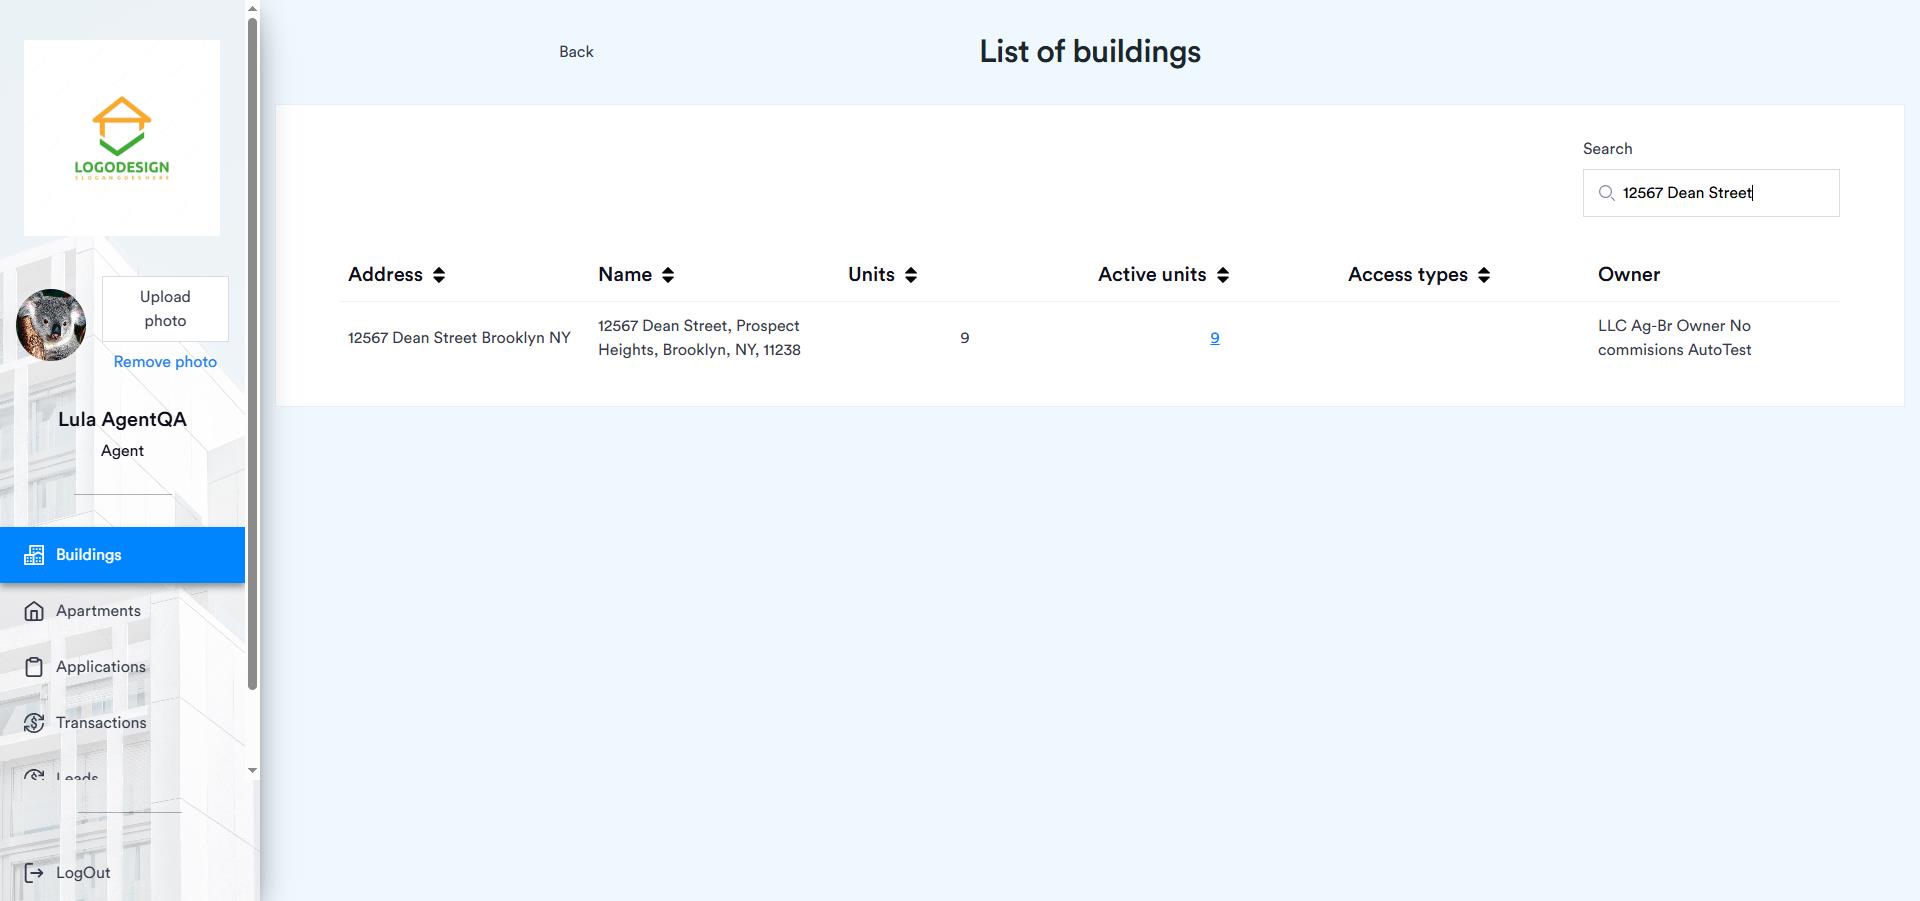 LOGODESIGN
SLOGANGOESHERE
Upload
photo
Remove photo
Lula AgentQA
Agent
Buildings
Apartments
Applications
Transactions
Leads
LogOut
Back
List of buildings
Search
12567 Dean Street
Address Name Units Active units Access types Owner
12567 Dean Street Brooklyn NY
12567 Dean Street, Prospect
Heights, Brooklyn, NY, 11238
9
9
LLC Ag-Br Owner No
commisions AutoTest